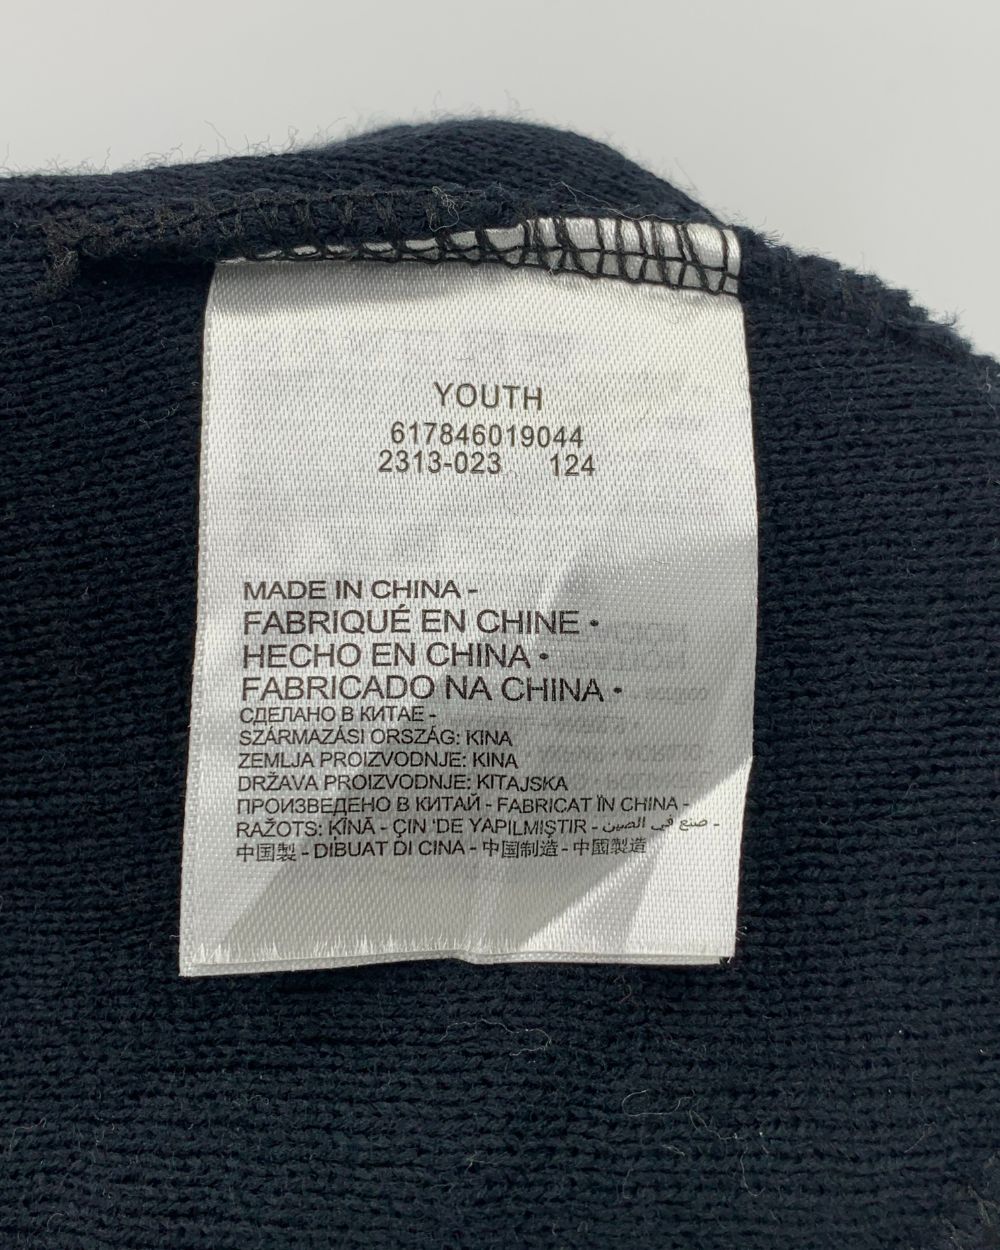 YOUTH
617846019044
2313-023 124
MADE IN CHINA -
FABRIQUÉ EN CHINE •
HECHO EN CHINA •
FABRICADO NA CHINA •
СДЕЛАНО В КИТАЕ -
SZÁRMAZÁSI ORSZÁG: KINA
ZEMLJA PROIZVODNJE: KINA
DRŽAVA PROIZVODNJE: KITAJSKA
ПРОИЗВЕДЕНО В КИТАЙ - FABRICAT ÎN CHINA -
RAŽOTS: ĶĪNĀ - ÇIN 'DE YAPILMIŞTIR - صنع في الصين -
中国製 - DIBUAT DI CINA - 中国制造 - 中國製造